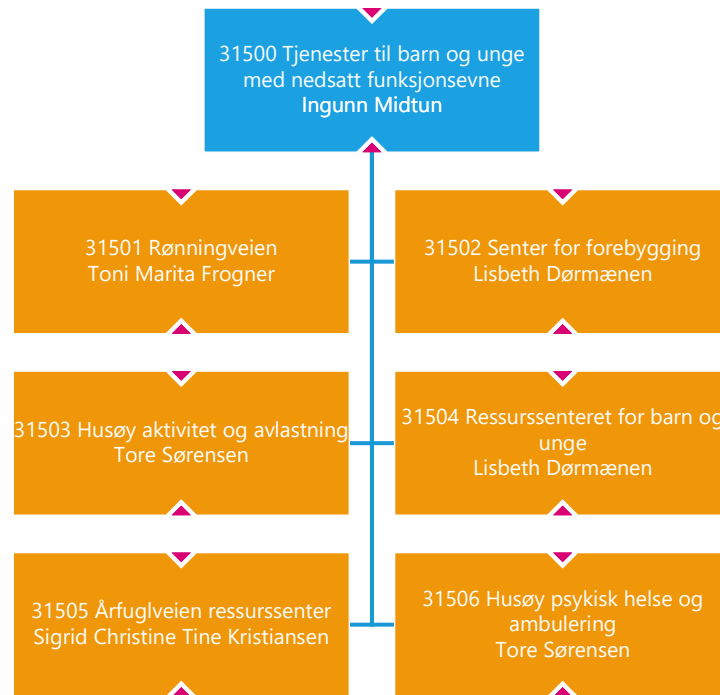 31500 Tjenester til barn og unge
med nedsatt funksjonsevne
Ingunn Midtun
31501 Rønningveien
Toni Marita Frogner
31502 Senter for forebygging
Lisbeth Dørmænen
31503 Husøy aktivitet og avlastning
Tore Sørensen
31504 Ressurssenteret for barn og
unge
Lisbeth Dørmænen
31505 Årfuglveien ressurssenter
Sigrid Christine Tine Kristiansen
31506 Husøy psykisk helse og
ambulering
Tore Sørensen